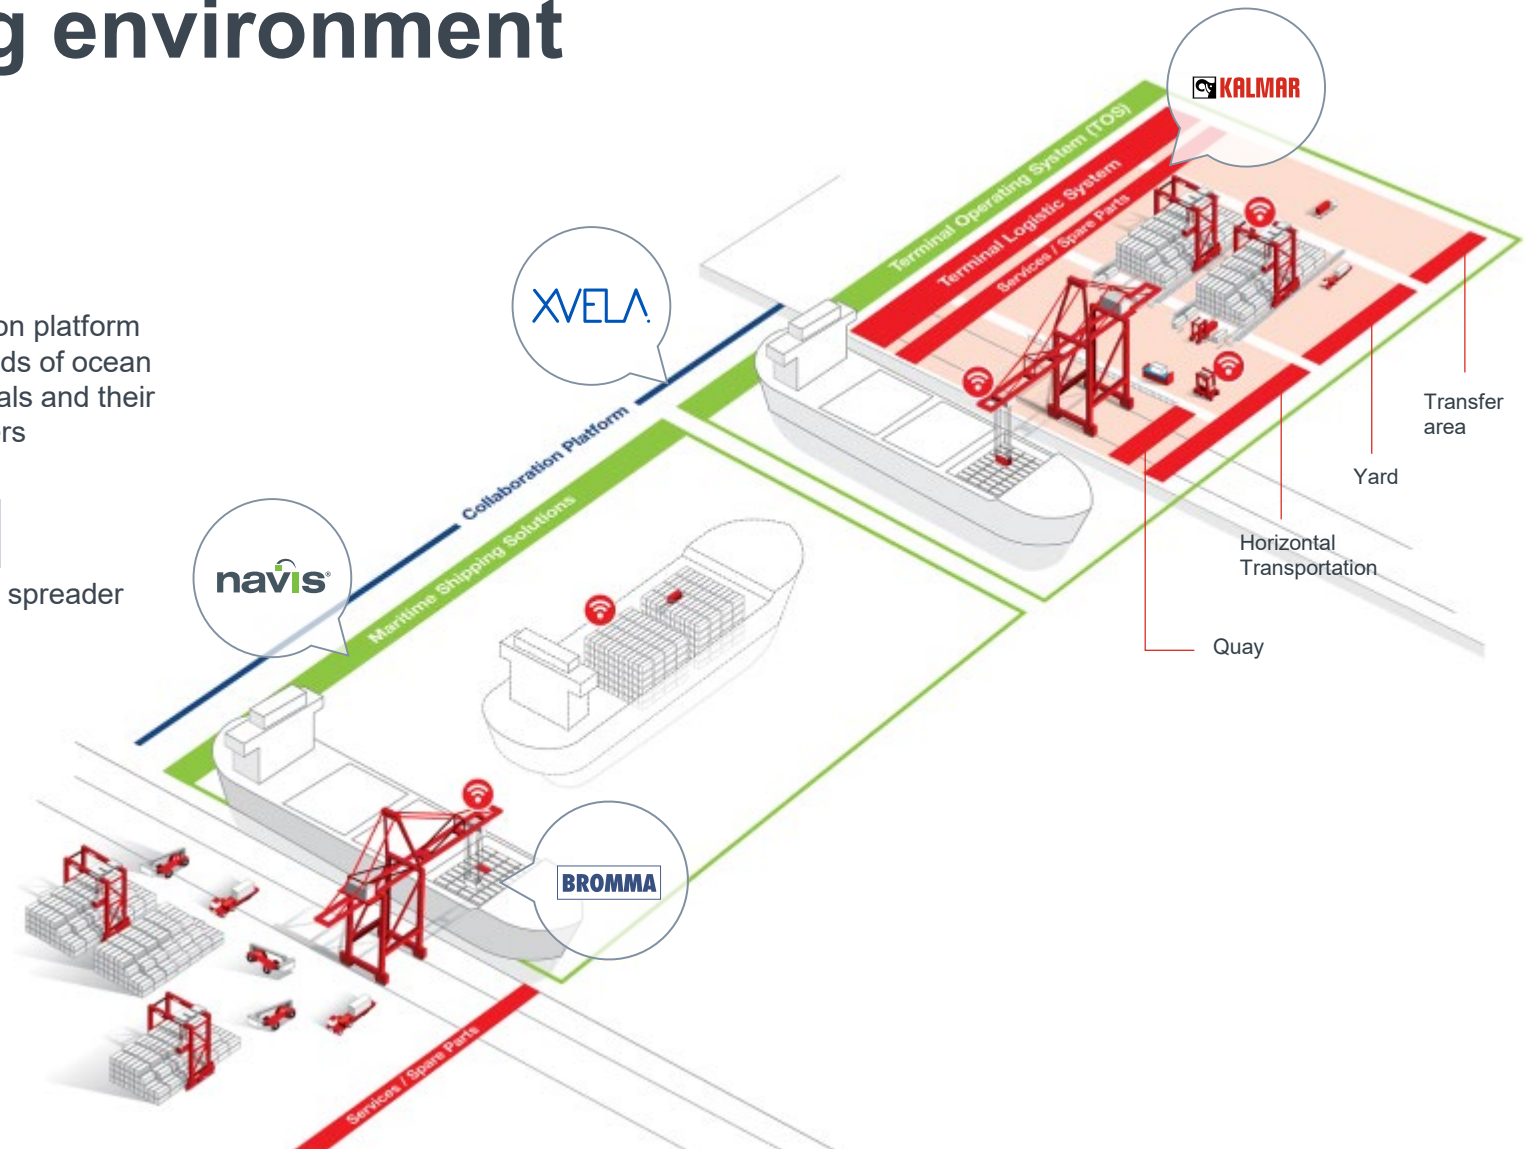 g environment
KALMAR
Terminal Operating System (TOS)
Terminal Logistic System
Services / Spare Parts
XVELA
on platform
ds of ocean
als and their
rs
Collaboration Platform
Transfer
area
Yard
Maritime Shipping Solutions
Horizontal
Transportation
navis
spreader
Quay
BROMMA
Services / Spare Parts